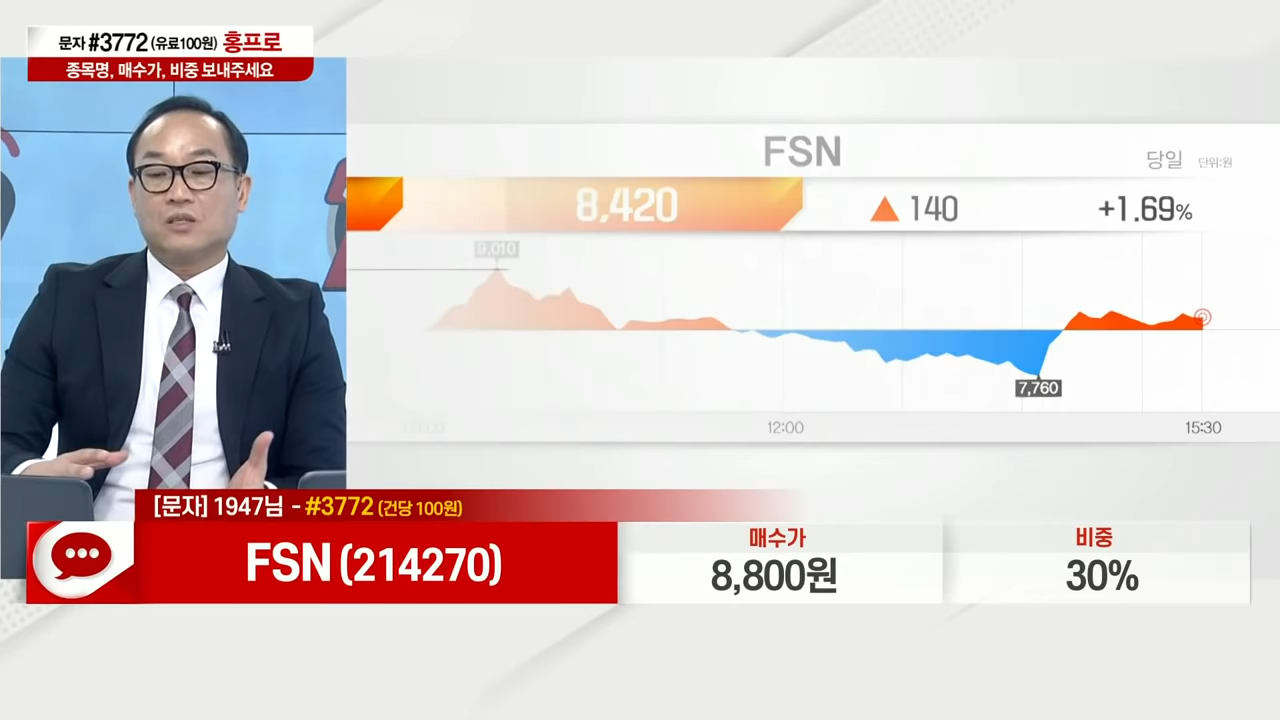 문자 #3772 (유료100원) 홍프로
종목명, 매수가, 비중 보내주세요
FSN
당일 단위:원
8,420 ▲ 140 +1.69%
9,010
7,760
12:00 15:30
[문자] 1947님 - #3772 (건당 100원)
FSN (214270)
매수가 비중
8,800원 30%